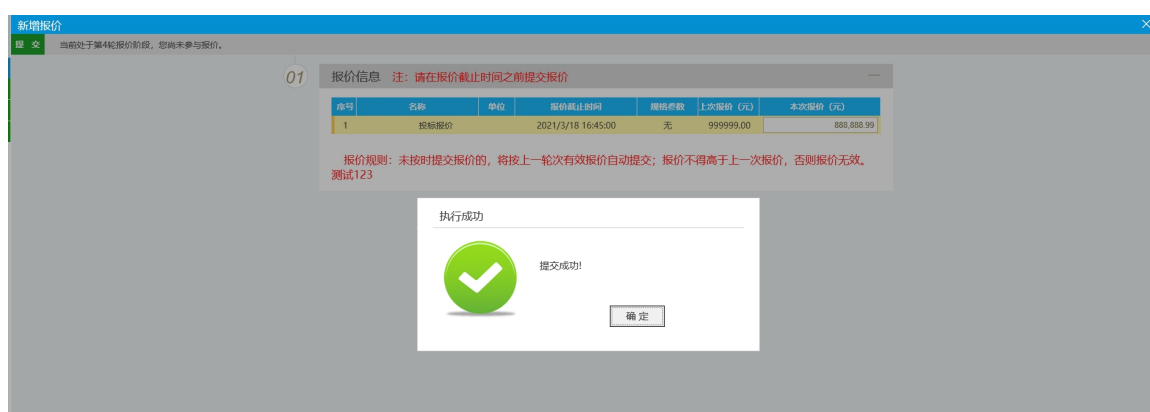 新增报价
提 交 当前处于第4轮报价阶段，您尚未参与报价。
01 报价信息 注：请在报价截止时间之前提交报价
序号 名称 单位 报价截止时间 规格参数 上次报价（元） 本次报价（元）
1 投标报价 2021/3/18 16:45:00 无 999999.00 888,888.99
报价规则：未按时提交报价的，将按上一轮次有效报价自动提交；报价不得高于上一次报价，否则报价无效。
测试123
执行成功
提交成功!
确 定